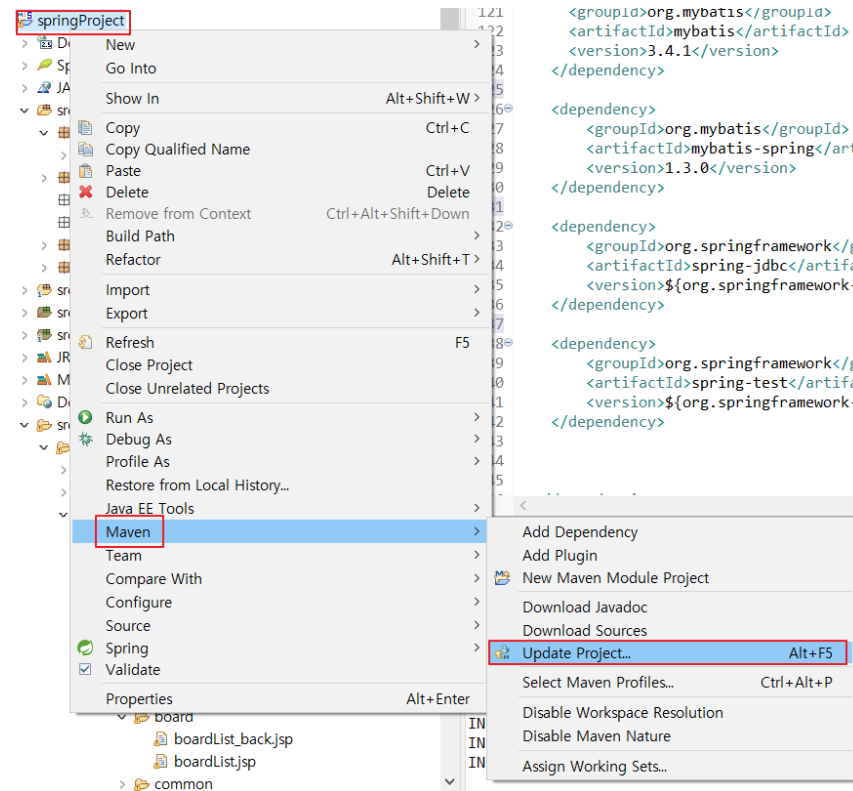 springProject
New
Go Into
Show In Alt+Shift+W
Copy Ctrl+C
Copy Qualified Name
Paste Ctrl+V
Delete Delete
Remove from Context Ctrl+Alt+Shift+Down
Build Path
Refactor Alt+Shift+T
Import
Export
Refresh F5
Close Project
Close Unrelated Projects
Run As
Debug As
Profile As
Restore from Local History...
Java EE Tools
Maven
Team
Compare With
Configure
Source
Spring
Validate
Properties Alt+Enter
board
boardList_back.jsp
boardList.jsp
common
121 <groupId>org.mybatis</groupId>
<artifactId>mybatis</artifactId>
<version>3.4.1</version>
</dependency>
<dependency>
<groupId>org.mybatis</groupId>
<artifactId>mybatis-spring</art
<version>1.3.0</version>
</dependency>
<dependency>
<groupId>org.springframework</g
<artifactId>spring-jdbc</artifa
<version>${org.springframework-
</dependency>
<dependency>
<groupId>org.springframework</g
<artifactId>spring-test</artifa
<version>${org.springframework-
</dependency>
Add Dependency
Add Plugin
New Maven Module Project
Download Javadoc
Download Sources
Update Project... Alt+F5
Select Maven Profiles... Ctrl+Alt+P
Disable Workspace Resolution
Disable Maven Nature
Assign Working Sets...
IN
IN
IN